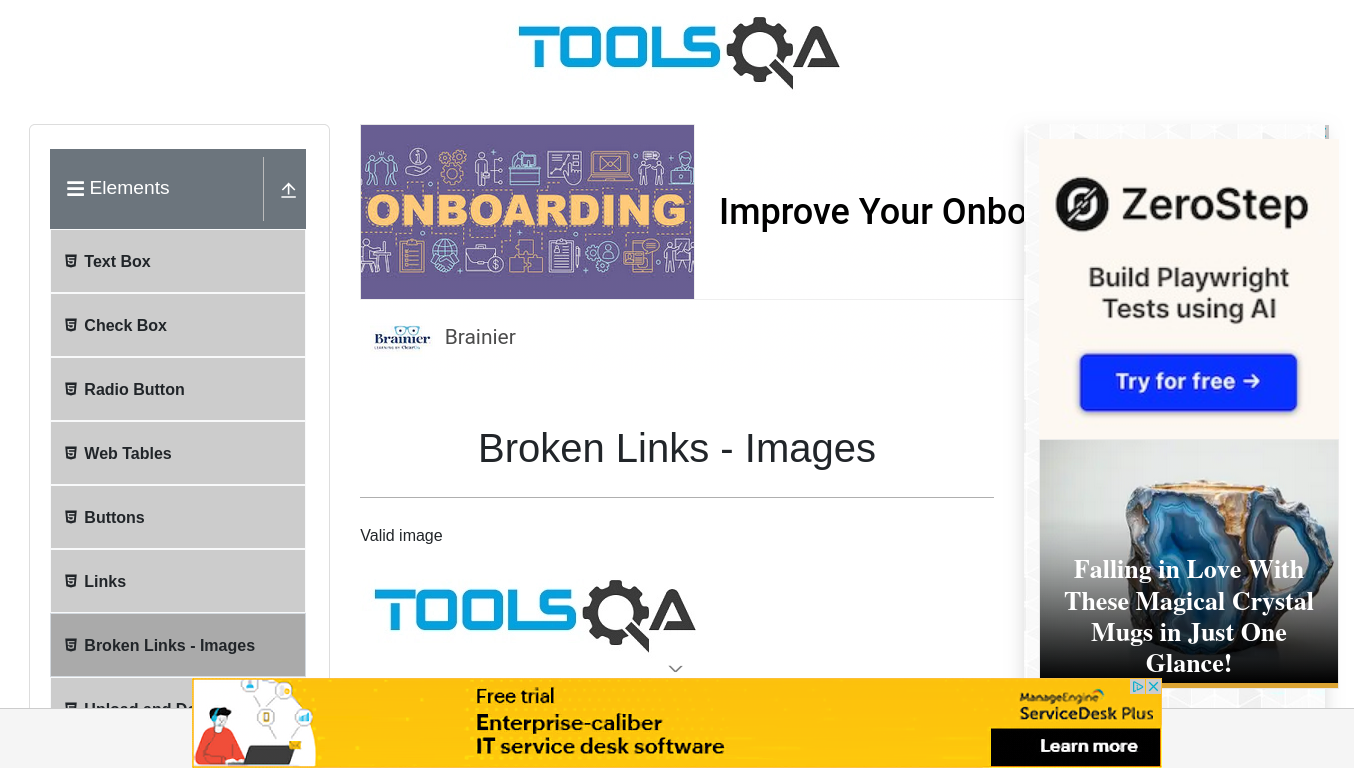 TOOLSQA
Elements
Text Box
Check Box
Radio Button
Web Tables
Buttons
Links
Broken Links - Images
ONBOARDING
Improve Your Onbo
Brainier
Brainier
Broken Links - Images
Valid image
TOOLSQA
ZeroStep
Build Playwright
Tests using AI
Try for free →
Falling in Love With
These Magical Crystal
Mugs in Just One
Glance!
Free trial
Enterprise-caliber
IT service desk software
ManageEngine
ServiceDesk Plus
Learn more